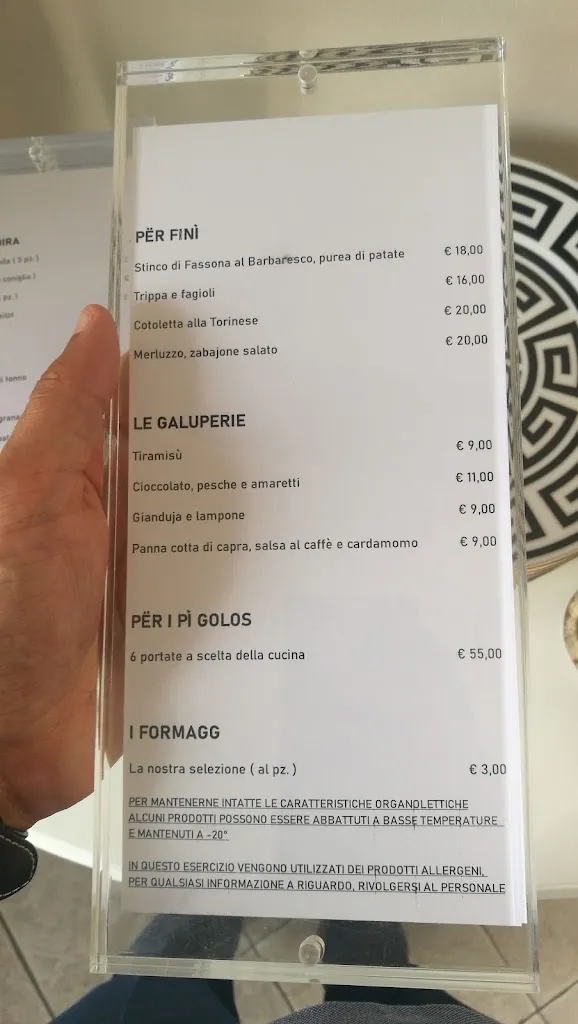 PËR FINÌ
Stinco di Fassona al Barbaresco, purea di patate € 18,00
Trippa e fagioli € 16,00
Cotoletta alla Torinese € 20,00
Merluzzo, zabajone salato € 20,00
LE GALUPERIE
Tiramisù € 9,00
Cioccolato, pesche e amaretti € 11,00
Gianduja e lampone € 9,00
Panna cotta di capra, salsa al caffè e cardamomo € 9,00
PËR I PÌ GOLOS
6 portate a scelta della cucina € 55,00
I FORMAGG
La nostra selezione ( al pz. ) € 3,00
PER MANTENERNE INTATTE LE CARATTERISTICHE ORGANOLETTICHE
ALCUNI PRODOTTI POSSONO ESSERE ABBATTUTI A BASSE TEMPERATURE
E MANTENUTI A -20°
IN QUESTO ESERCIZIO VENGONO UTILIZZATI DEI PRODOTTI ALLERGENI,
PER QUALSIASI INFORMAZIONE A RIGUARDO, RIVOLGERSI AL PERSONALE